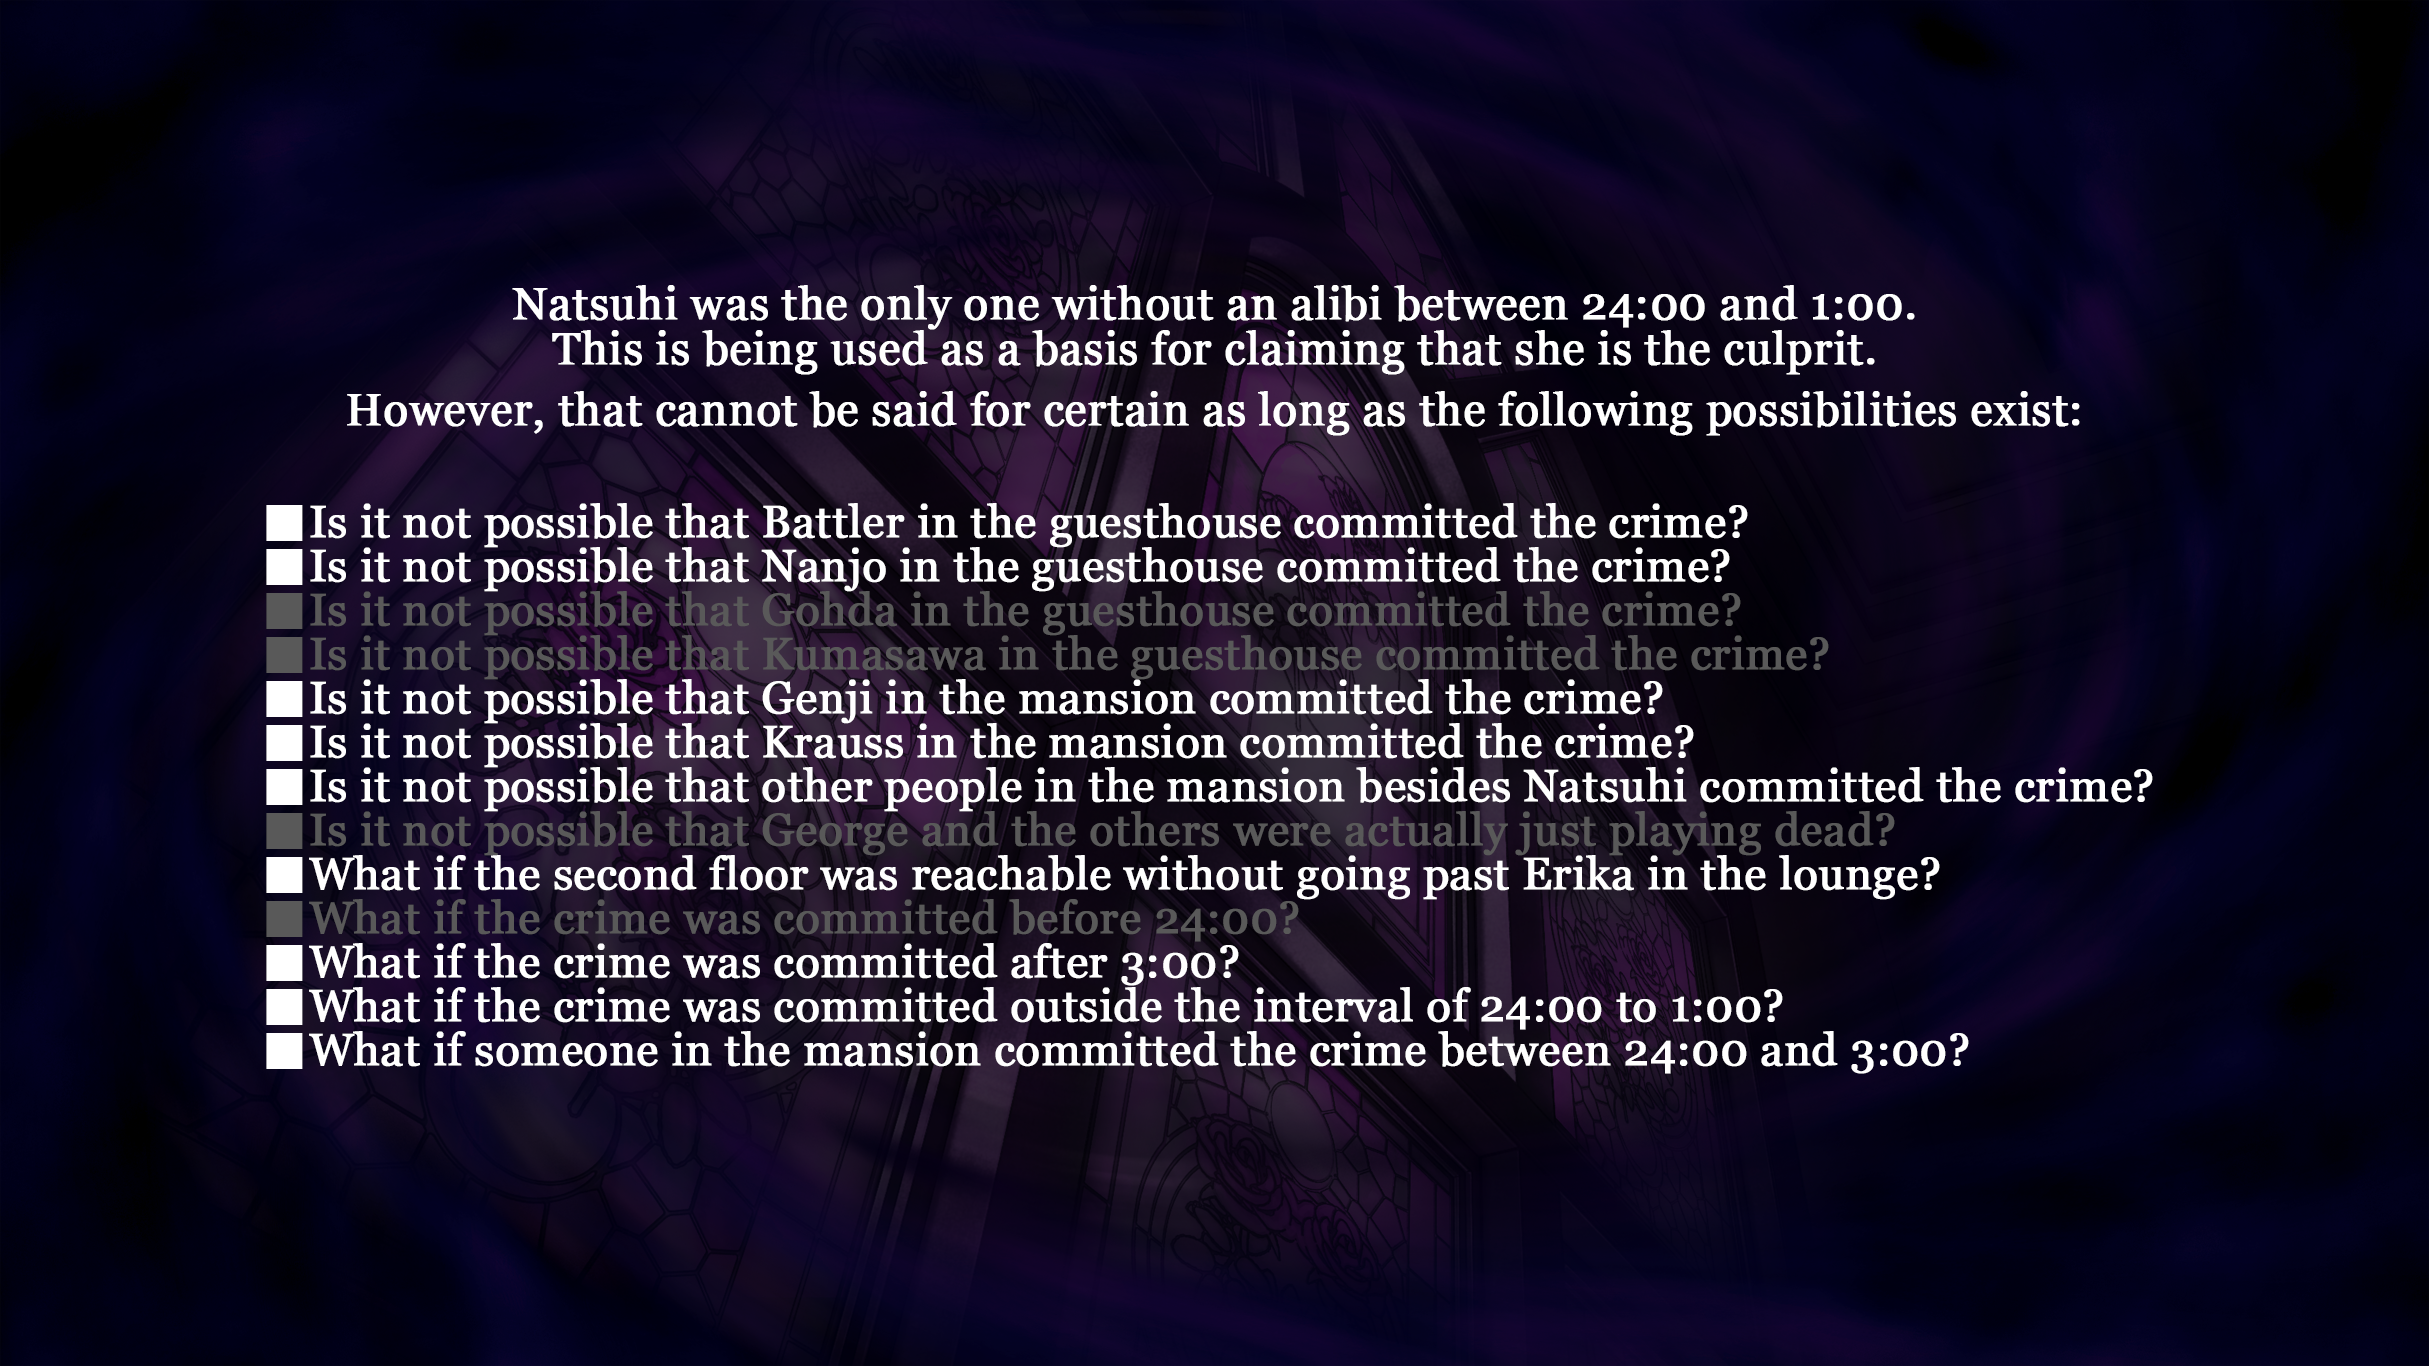 Natsuhi was the only one without an alibi between 24:00 and 1:00.
This is being used as a basis for claiming that she is the culprit.
However, that cannot be said for certain as long as the following possibilities exist:
■Is it not possible that Battler in the guesthouse committed the crime?
■Is it not possible that Nanjo in the guesthouse committed the crime?
■Is it not possible that Gohda in the guesthouse committed the crime?
■Is it not possible that Kumasawa in the guesthouse committed the crime?
■Is it not possible that Genji in the mansion committed the crime?
■Is it not possible that Krauss in the mansion committed the crime?
■Is it not possible that other people in the mansion besides Natsuhi committed the crime?
■Is it not possible that George and the others were actually just playing dead?
■What if the second floor was reachable without going past Erika in the lounge?
■What if the crime was committed before 24:00?
■What if the crime was committed after 3:00?
■What if the crime was committed outside the interval of 24:00 to 1:00?
■What if someone in the mansion committed the crime between 24:00 and 3:00?